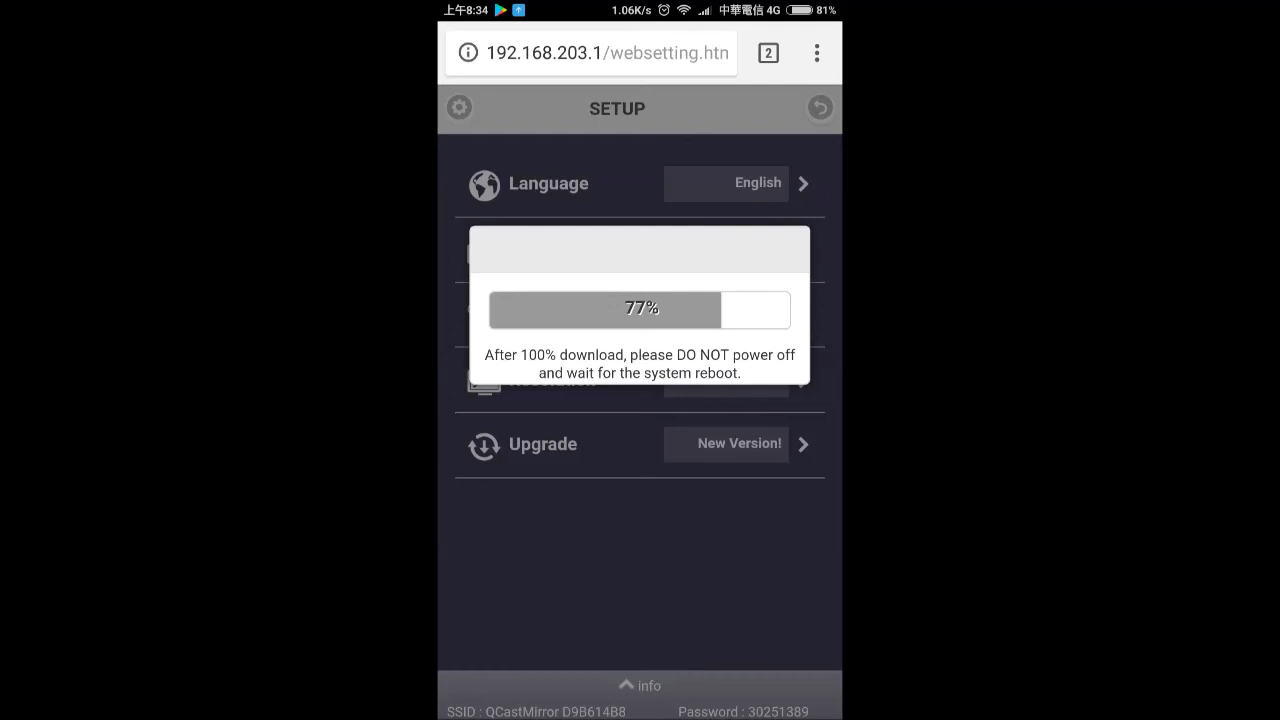 上午8:34 1.06K/s 中華電信 4G 81%
192.168.203.1/websetting.htn
2
SETUP
Language English
77%
After 100% download, please DO NOT power off
and wait for the system reboot.
Upgrade New Version!
info
SSID : QCastMirror D9B614B8 Password : 30251389